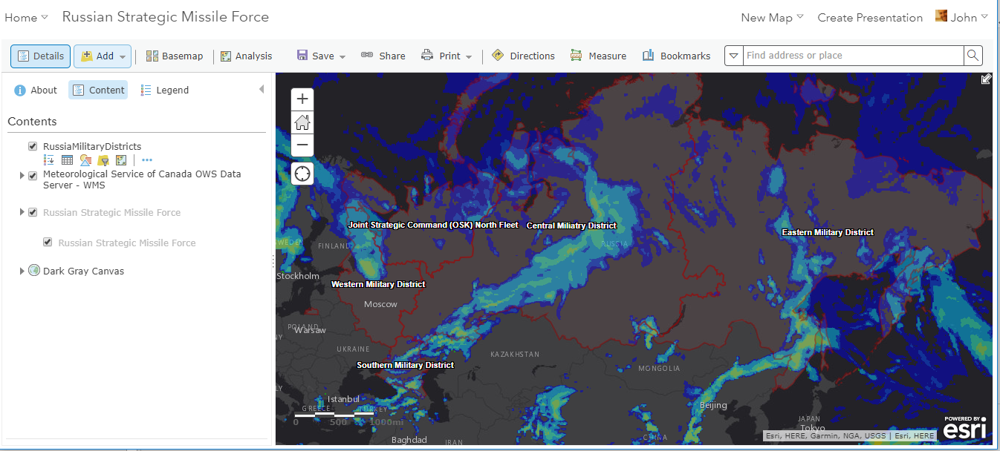 Home
Russian Strategic Missile Force
New Map
Create Presentation
John
Details
Add
Basemap
Analysis
Save
Share
Print
Directions
Measure
Bookmarks
Find address or place
About
Content
Legend
Contents
RussiaMilitaryDistricts
Meteorological Service of Canada OWS Data
Server - WMS
Russian Strategic Missile Force
Russian Strategic Missile Force
Dark Gray Canvas
Joint Strategic Command (OSK) North Fleet
Central Miliatry District
Eastern Military District
SWEDEN
FINLAND
RUSSIA
Stockholm
Western Military District
Moscow
POLAND
Warsaw
NY
UKRAINE
KAZAKHSTAN
Southern Military District
MONGOLIA
LY
Istanbul
GREECE
TURKEY
Beijing
0
500
1000mi
Baghdad
IRAN
CHINA
JAPAN
Tokyo
POWERED BY
esri
Esri, HERE, Garmin, NGA, USGS | Esri, HERE